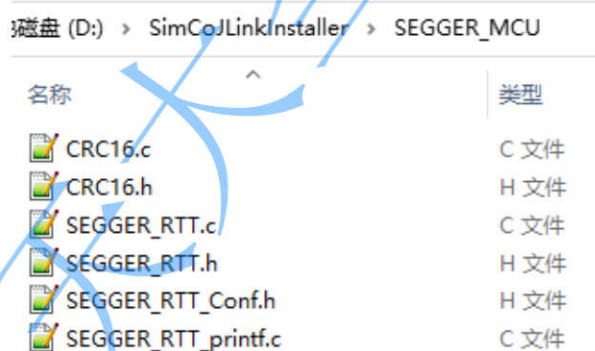 磁盘 (D:) › SimCoJLinkInstaller › SEGGER_MCU
名称 类型
CRC16.c C 文件
CRC16.h H 文件
SEGGER_RTT.c C 文件
SEGGER_RTT.h H 文件
SEGGER_RTT_Conf.h H 文件
SEGGER_RTT_printf.c C 文件